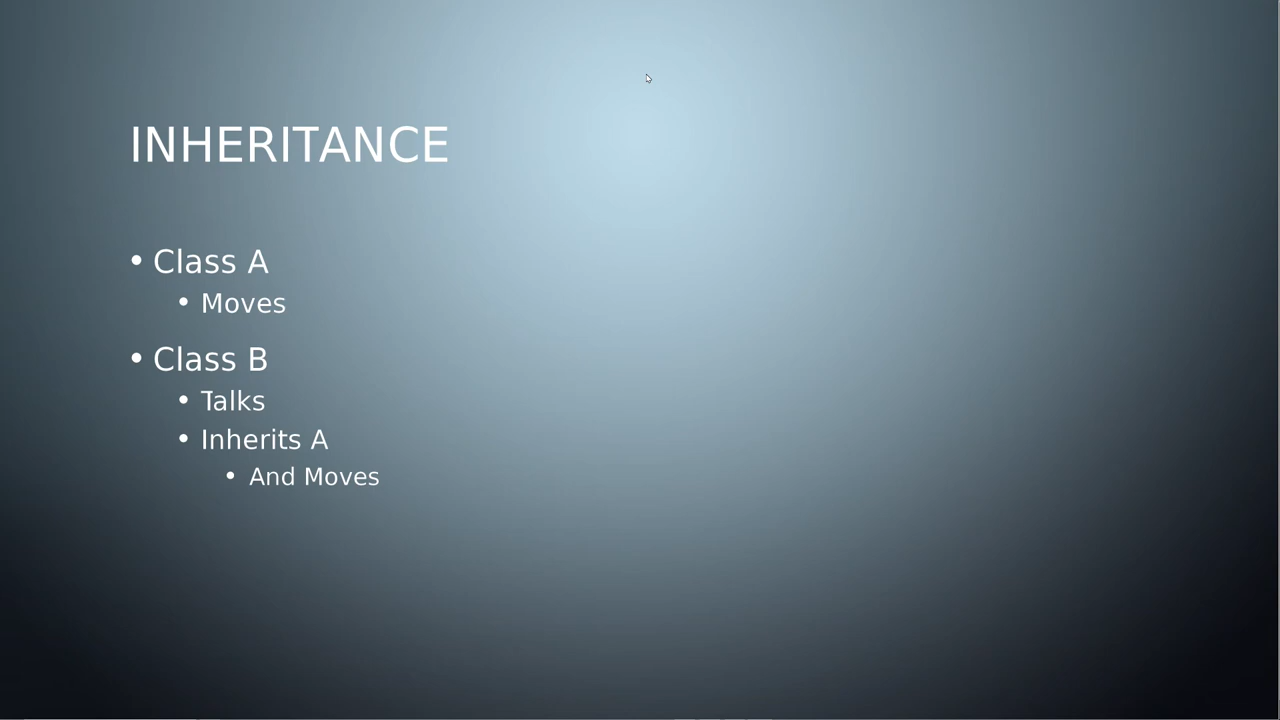 INHERITANCE
• Class A
• Moves
• Class B
• Talks
• Inherits A
• And Moves